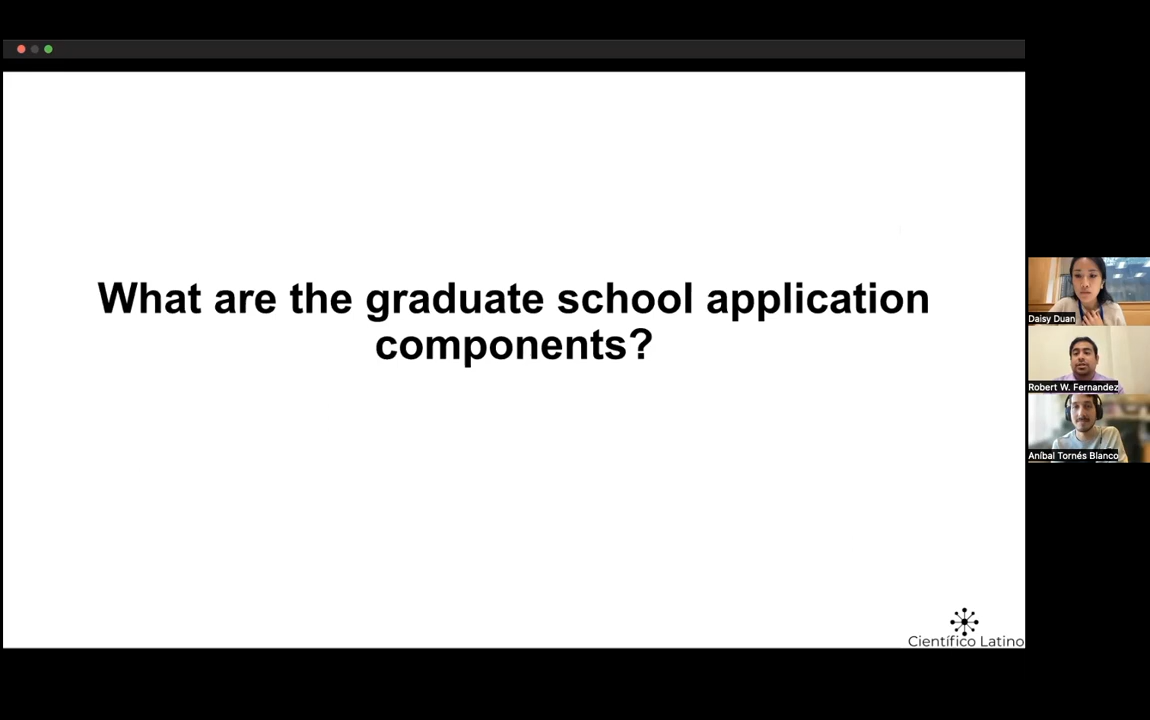 What are the graduate school application
components?
Daisy Duan
Robert W. Fernandez
Aníbal Tornés Blanco
Científico Latino